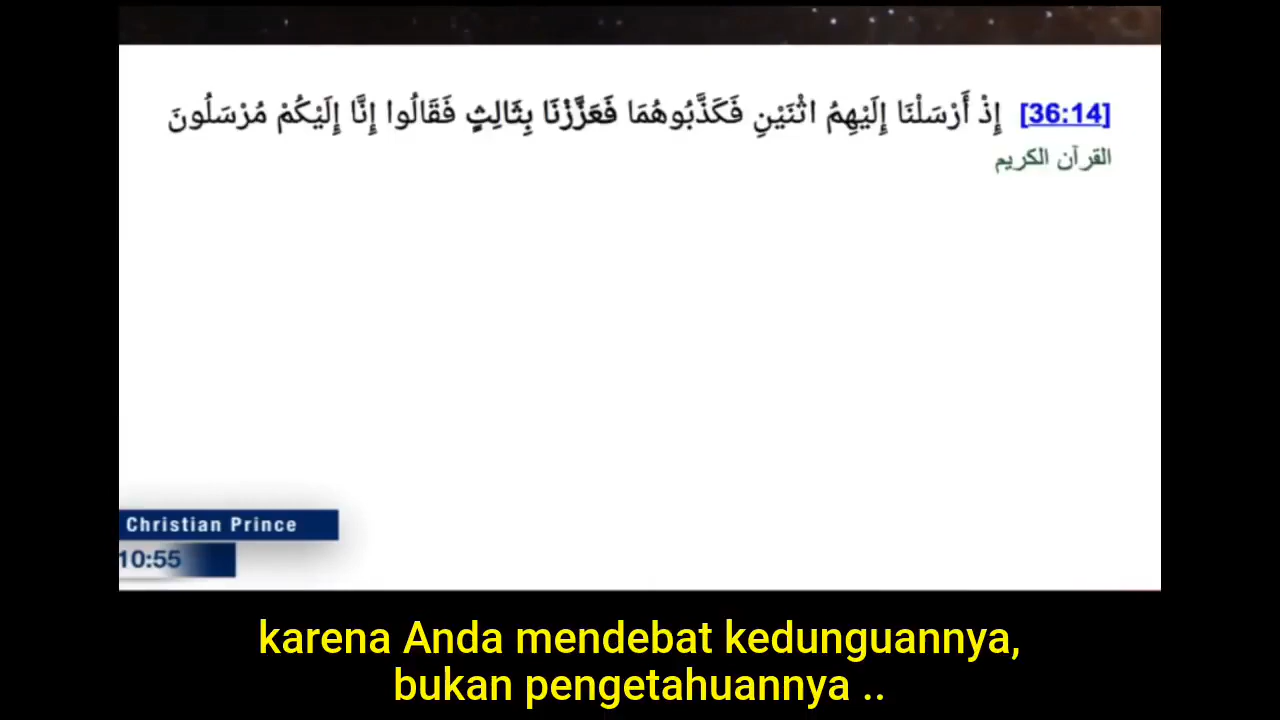 [36:14] إِذْ أَرْسَلْنَا إِلَيْهِمُ اثْنَيْنِ فَكَذَّبُوهُمَا فَعَزَّزْنَا بِثَالِثٍ فَقَالُوا إِنَّا إِلَيْكُمْ مُرْسَلُونَ
القرآن الكريم
Christian Prince
10:55
karena Anda mendebat kedunguannya,
bukan pengetahuannya ..